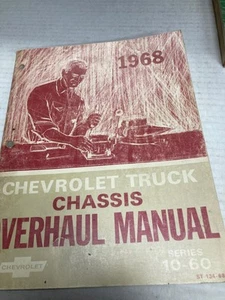 1968
CHEVROLET TRUCK
CHASSIS
VERHAUL MANUAL
SERIES
10-60
CHEVROLET